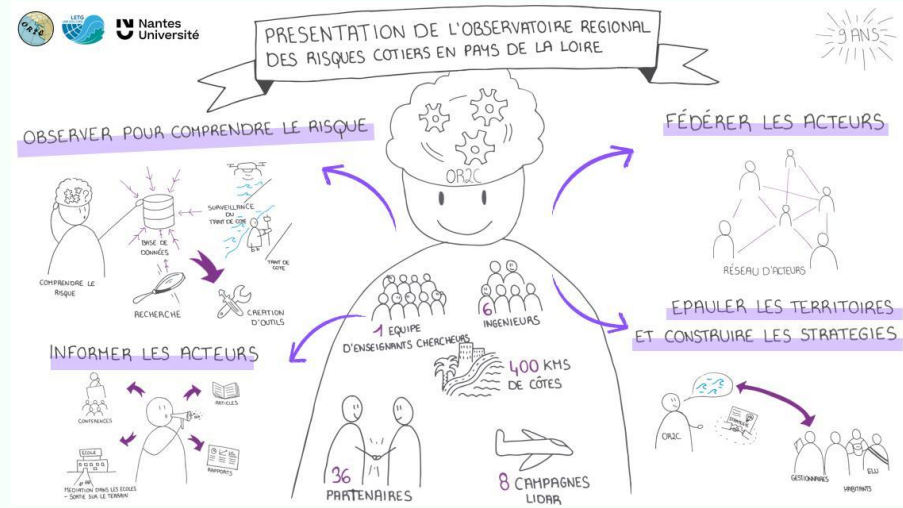 OR2C
LETG
Nantes
Université
PRESENTATION DE L'OBSERVATOIRE REGIONAL
DES RISQUES COTIERS EN PAYS DE LA LOIRE
9 ANS
OBSERVER POUR COMPRENDRE LE RISQUE
COMPRENDRE LE
RISQUE
BASE DE
DONNÉES
SURVEILLANCE
DU
TRAIT DE COTE
TRAIT DE
COTE
RECHERCHE
CREATION
D'OUTILS
OR2C
FÉDÉRER LES ACTEURS
RÉSEAU D'ACTEURS
1 EQUIPE
D'ENSEIGNANTS CHERCHEURS
6
INGENIEURS
400 KMS
DE CÔTES
36
PARTENAIRES
8 CAMPAGNES
LIDAR
INFORMER LES ACTEURS
CONFERENCES
ARTICLES
ECOLE
MEDIATION DANS LES ECOLES
- SORTIE SUR LE TERRAIN
RAPPORTS
EPAULER LES TERRITOIRES
ET CONSTRUIRE LES STRATEGIES
OR2C
GESTIONNAIRES
HABITANTS
ELU